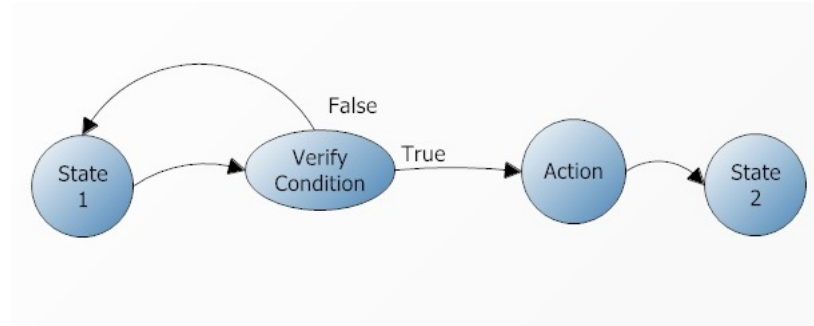 False
State
1
Verify
Condition
True
Action
State
2